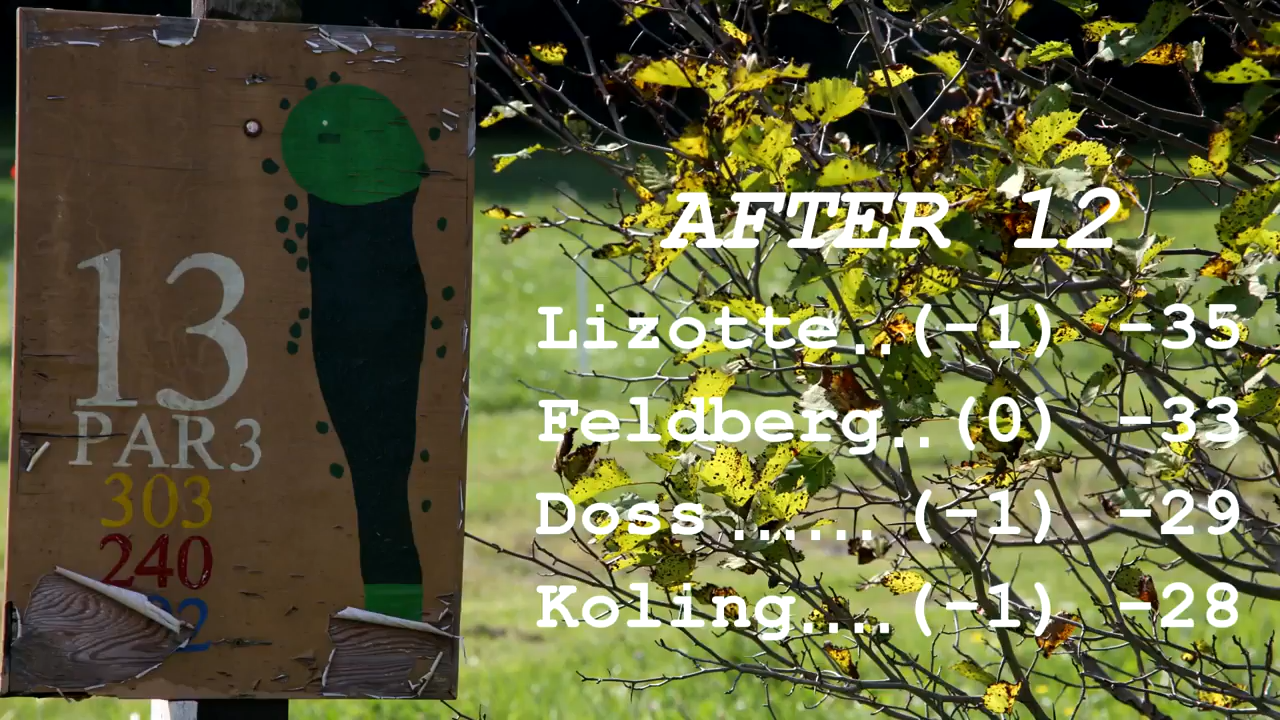 13
PAR3
303
240
AFTER 12
Lizotte..(-1) -35
Feldberg..(0) -33
Doss......(-1) -29
Koling....(-1) -28